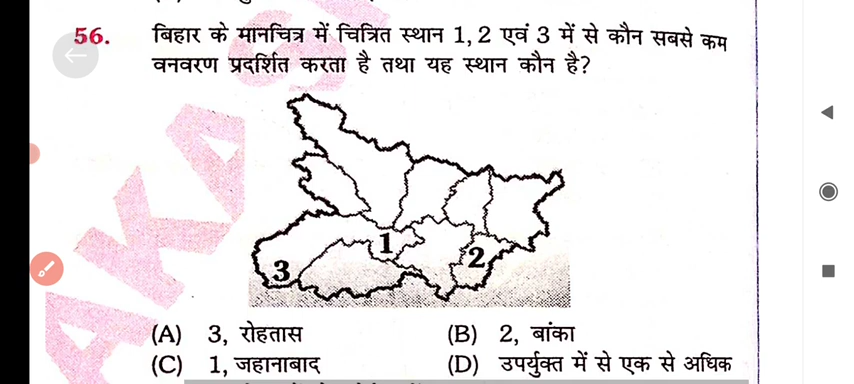 56. बिहार के मानचित्र में चित्रित स्थान 1, 2 एवं 3 में से कौन सबसे कम
वनवरण प्रदर्शित करता है तथा यह स्थान कौन है?
1
2
3
(A) 3, रोहतास (B) 2, बांका
(C) 1, जहानाबाद (D) उपर्युक्त में से एक से अधिक